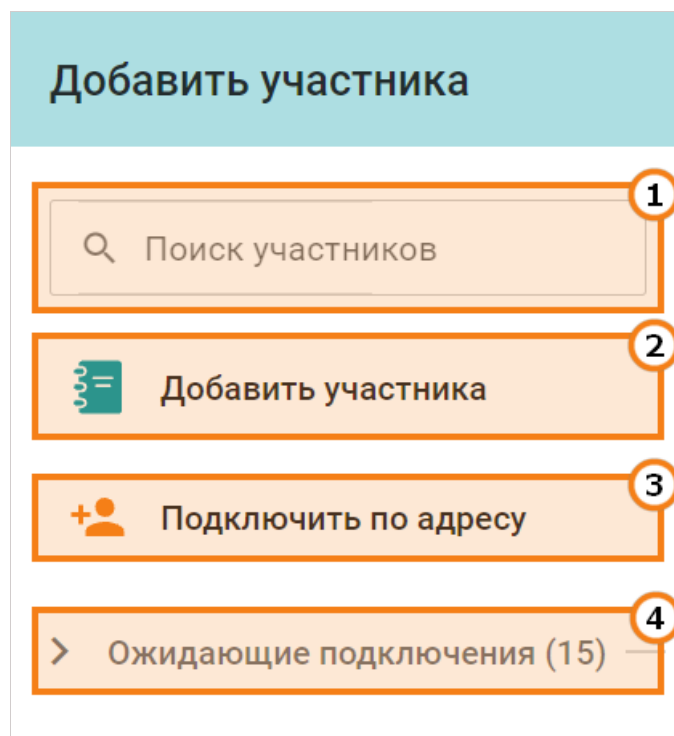 Добавить участника
1
Поиск участников
2
Добавить участника
3
Подключить по адресу
4
Ожидающие подключения (15)